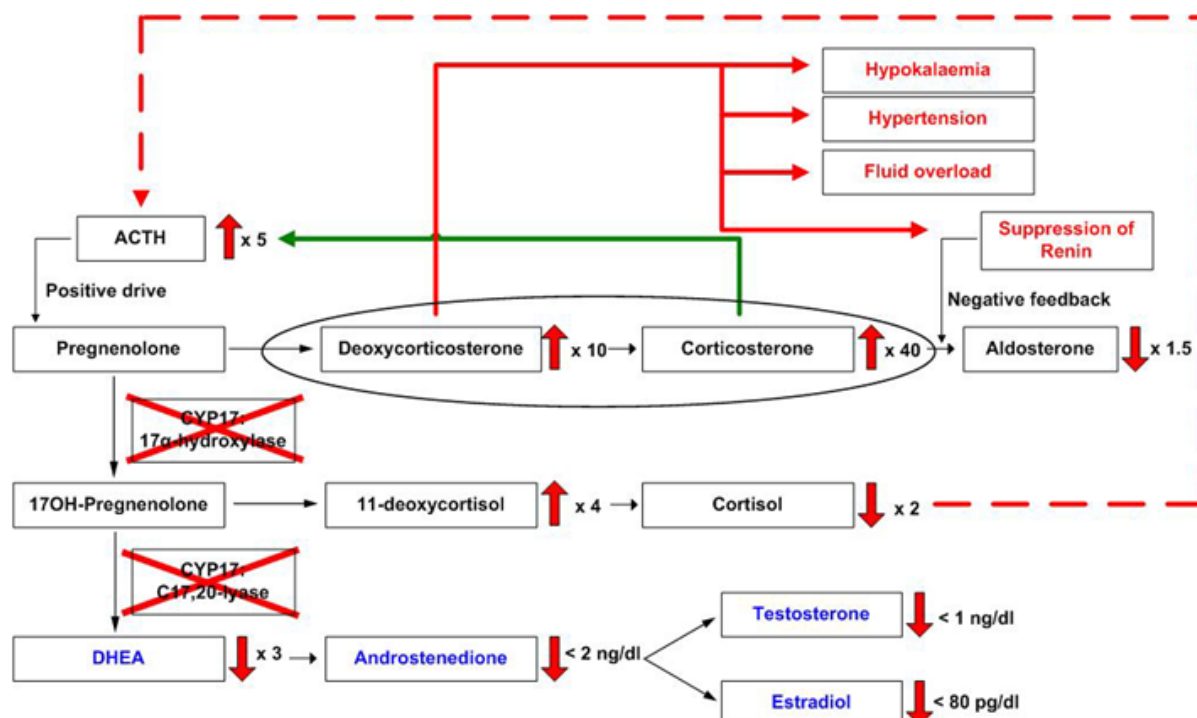 Hypokalaemia
Hypertension
Fluid overload
ACTH
x 5
Suppression of
Renin
Positive drive
Negative feedback
Pregnenolone
Deoxycorticosterone
x 10
Corticosterone
x 40
Aldosterone
x 1.5
CYP17:
17α-hydroxylase
17OH-Pregnenolone
11-deoxycortisol
x 4
Cortisol
x 2
CYP17:
C17,20-lyase
Testosterone
< 1 ng/dl
DHEA
x 3
Androstenedione
< 2 ng/dl
Estradiol
< 80 pg/dl